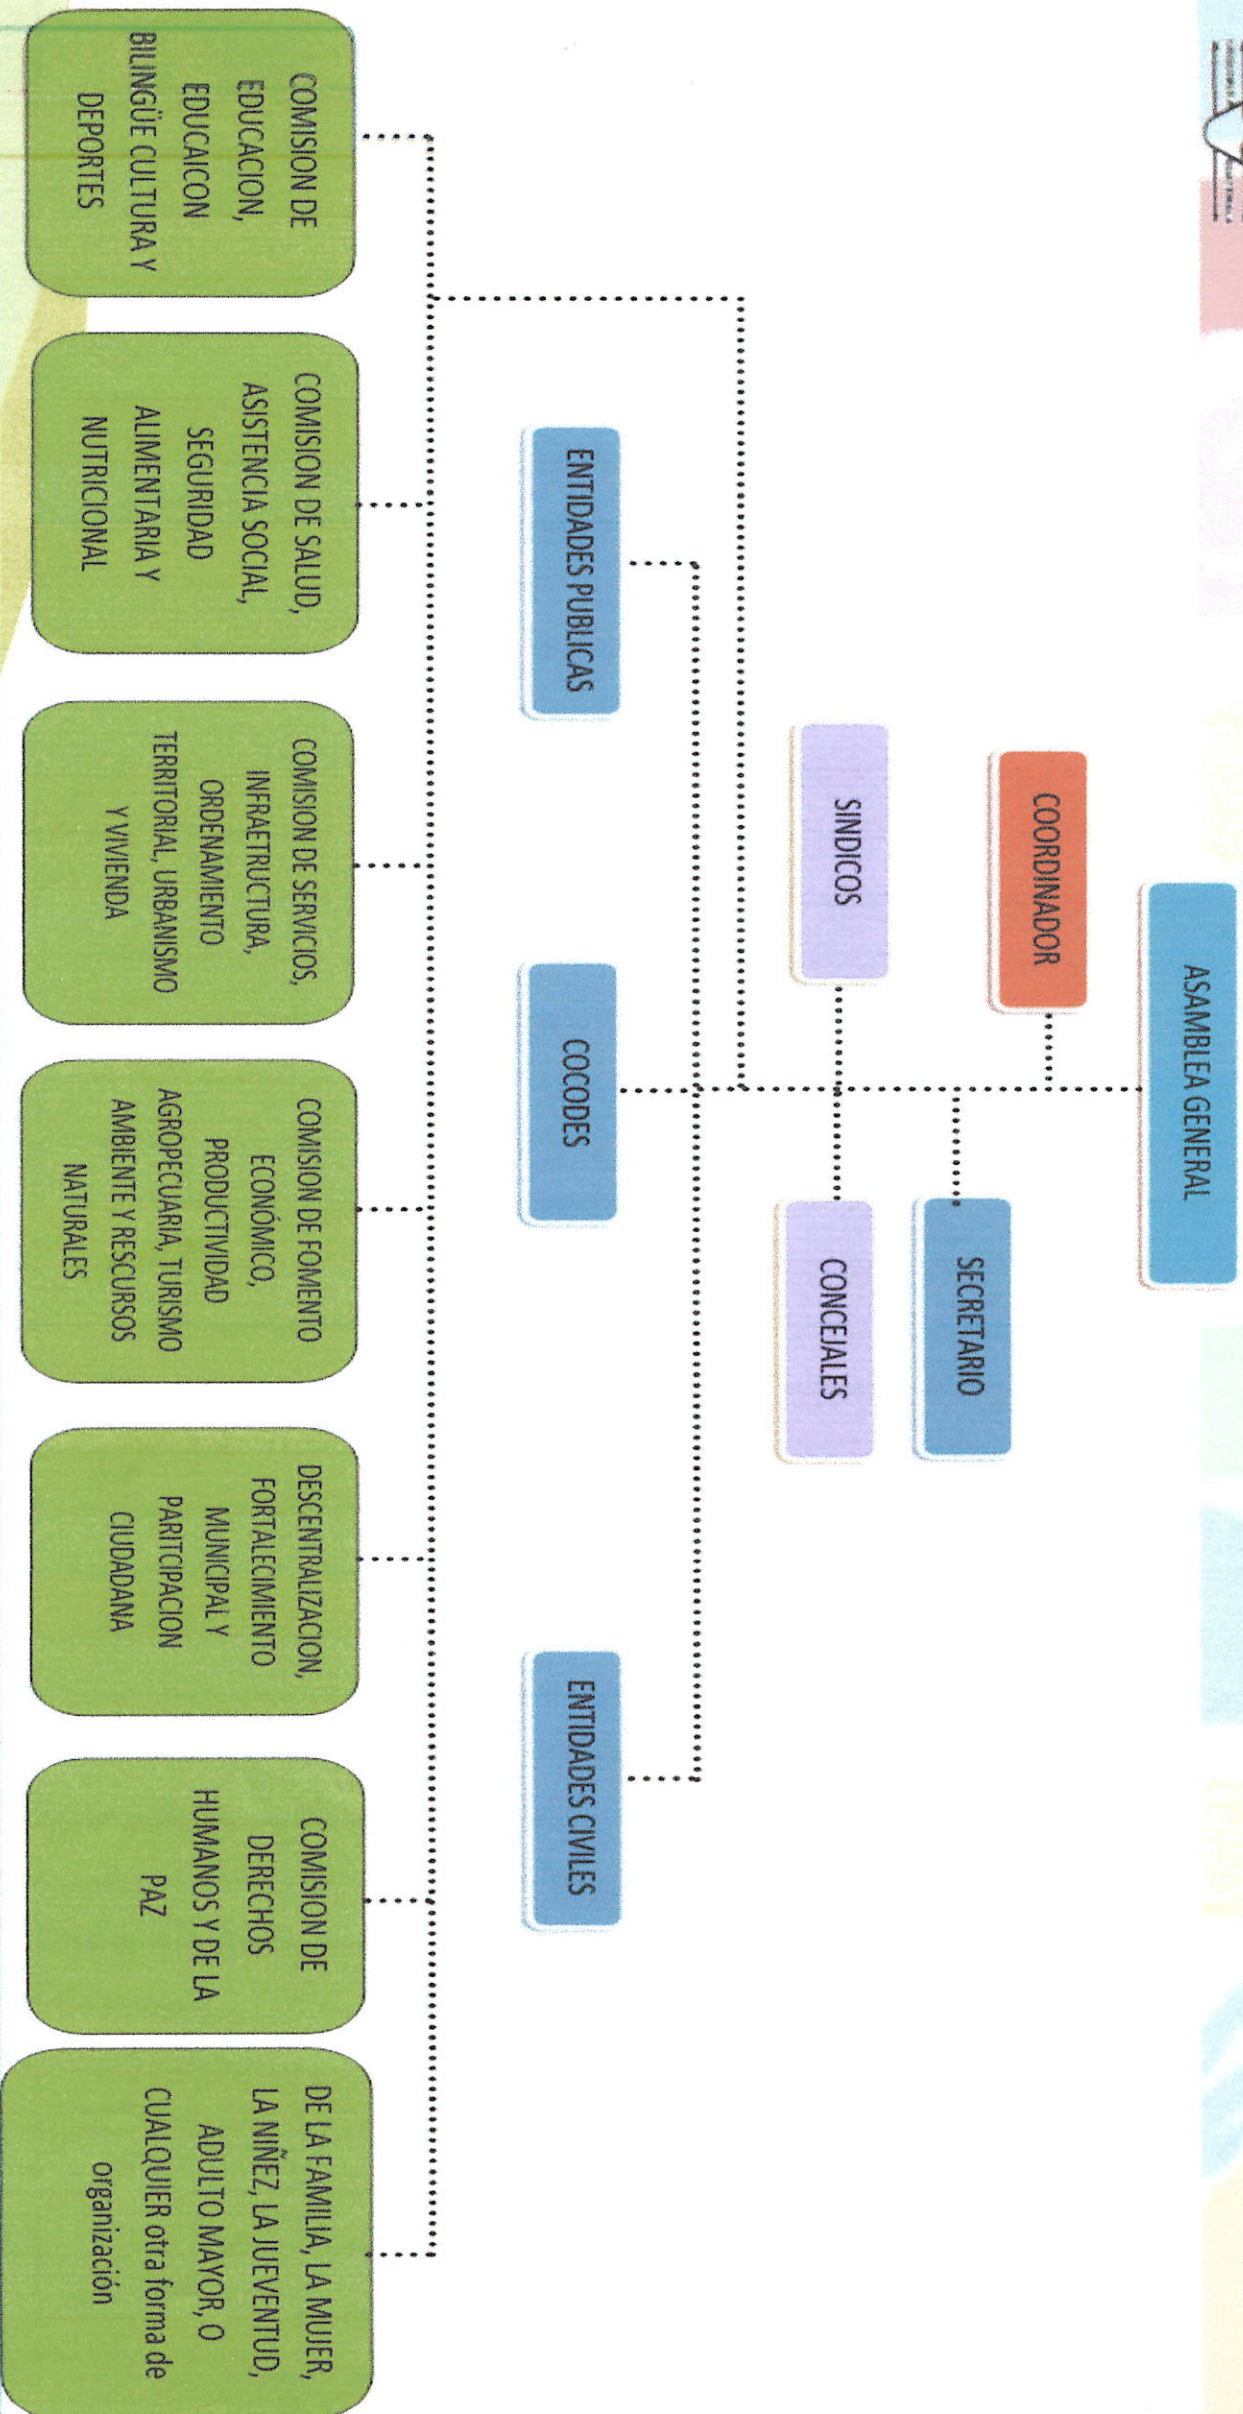 ASAMBLEA GENERAL
COORDINADOR
SECRETARIO
SINDICOS
CONCEJALES
ENTIDADES PUBLICAS
COCODES
ENTIDADES CIVILES
COMISION DE
EDUCACION,
EDUCAICON
BILINGÜE CULTURA Y
DEPORTES
COMISION DE SALUD,
ASISTENCIA SOCIAL,
SEGURIDAD
ALIMENTARIA Y
NUTRICIONAL
COMISION DE SERVICIOS,
INFRAETRUCTURA,
ORDENAMIENTO
TERRITORIAL, URBANISMO
Y VIVIENDA
COMISION DE FOMENTO
ECONÓMICO,
PRODUCTIVIDAD
AGROPECUARIA, TURISMO
AMBIENTE Y RESCURSOS
NATURALES
DESCENTRALIZACION,
FORTALECIMIENTO
MUNICIPAL Y
PARITCIPACION
CIUDADANA
COMISION DE
DERECHOS
HUMANOS Y DE LA
PAZ
DE LA FAMILIA, LA MUJER,
LA NIÑEZ, LA JUEVENTUD,
ADULTO MAYOR, O
CUALQUIER otra forma de
organización